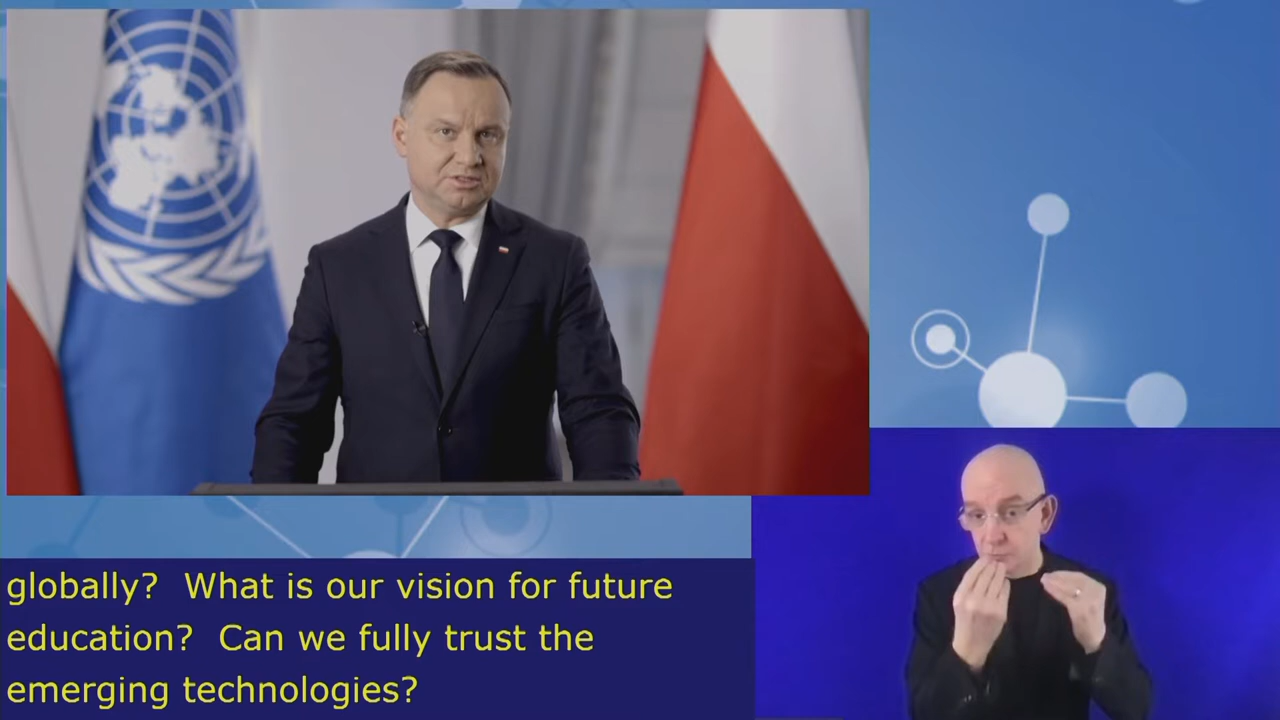 globally?  What is our vision for future
education?  Can we fully trust the
emerging technologies?